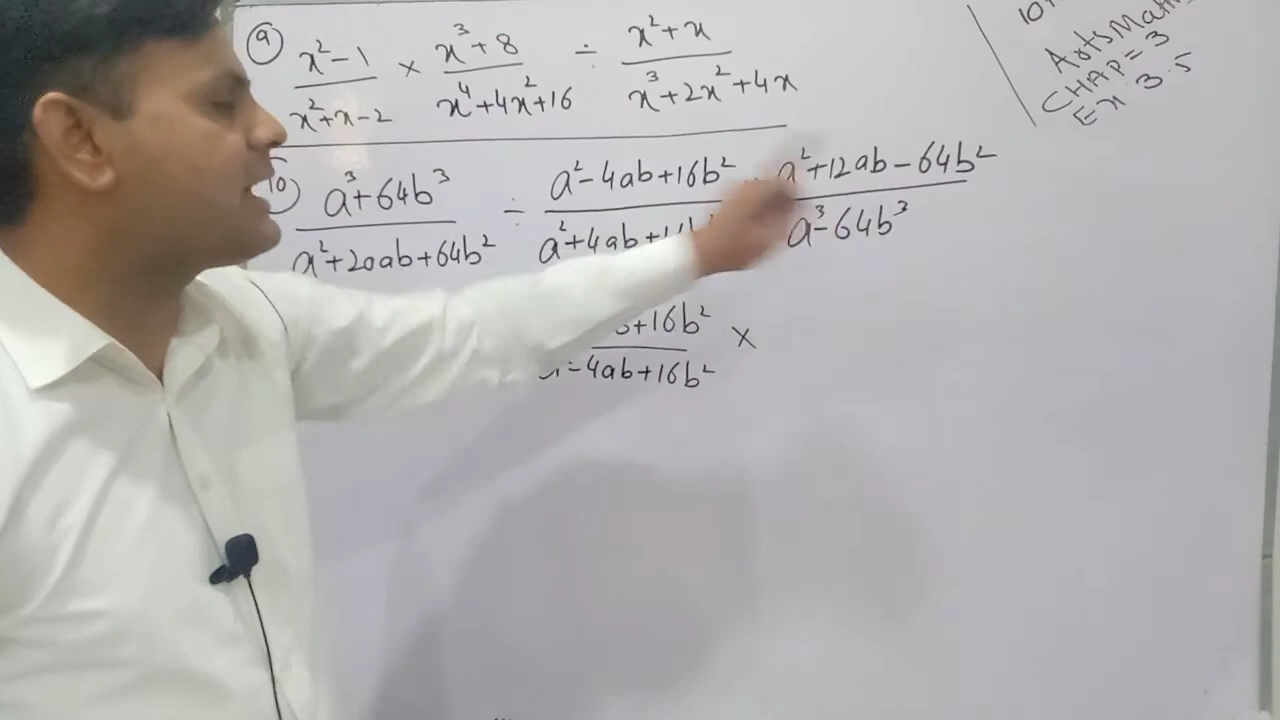 9) x²-1 / x²+x-2 × x³+8 / x⁴+4x²+16 ÷ x²+x / x³+2x²+4x
10) a³+64b³ / a²+20ab+64b² ÷ a²-4ab+16b² / a²+4ab+ a²+12ab-64b² / a³-64b³
+16b² / -4ab+16b² ×
Arts
CHAP=3
Ex 3.5